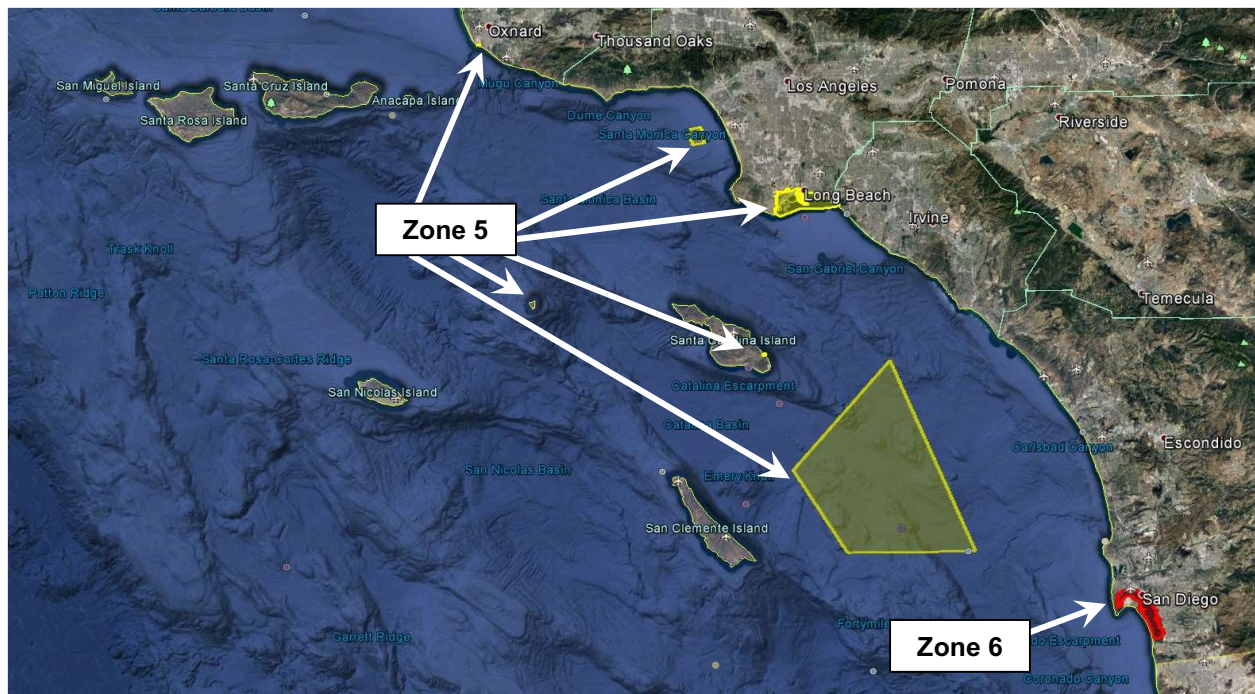 Oxnard
Thousand Oaks
San Miguel Island
Santa Cruz Island
Mugu Canyon
Los Angeles
Pomona
Santa Rosa Island
Anacapa Island
Dume Canyon
Riverside
Santa Monica Canyon
Santa Monica Basin
Long Beach
Irvine
Zone 5
Trask Knoll
San Gabriel Canyon
Patton Ridge
Temecula
Santa Rosa-Cortes Ridge
Santa Catalina Island
San Nicolas Island
Catalina Escarpment
Catalina Basin
Carlsbad Canyon
Escondido
San Nicolas Basin
Emery Knoll
San Clemente Island
San Diego
Garrett Ridge
Fortymile
Zone 6
Escarpment
Coronado Canyon